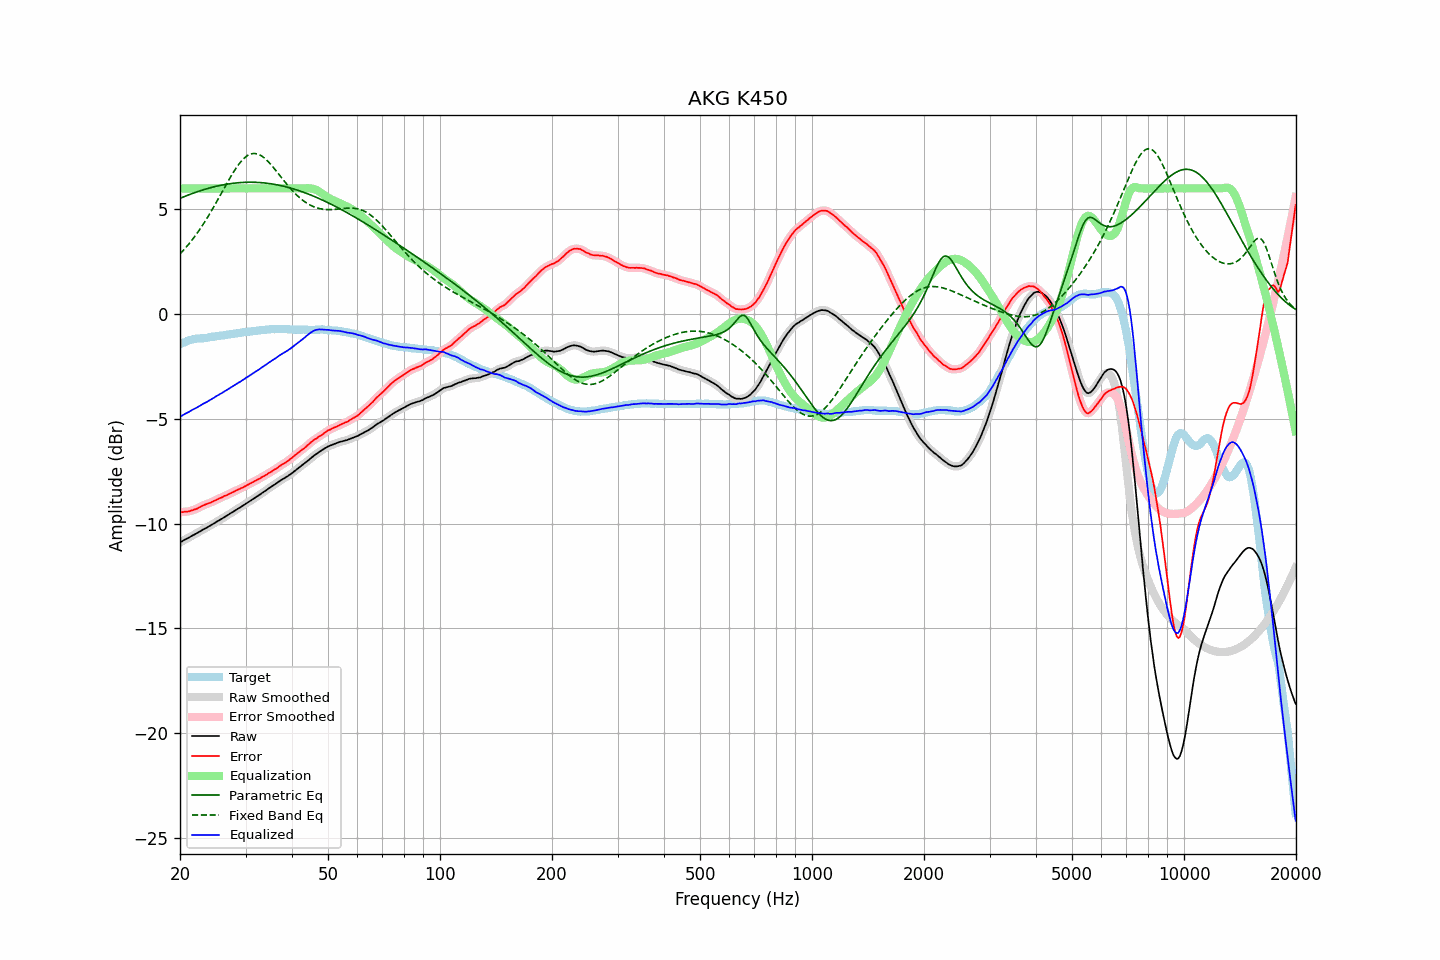 AKG K450
Amplitude (dBr)
5
0
−5
−10
−15
−20
−25
Target
Raw Smoothed
Error Smoothed
Raw
Error
Equalization
Parametric Eq
Fixed Band Eq
Equalized
20 50 100 200 500 1000 2000 5000 10000 20000
Frequency (Hz)